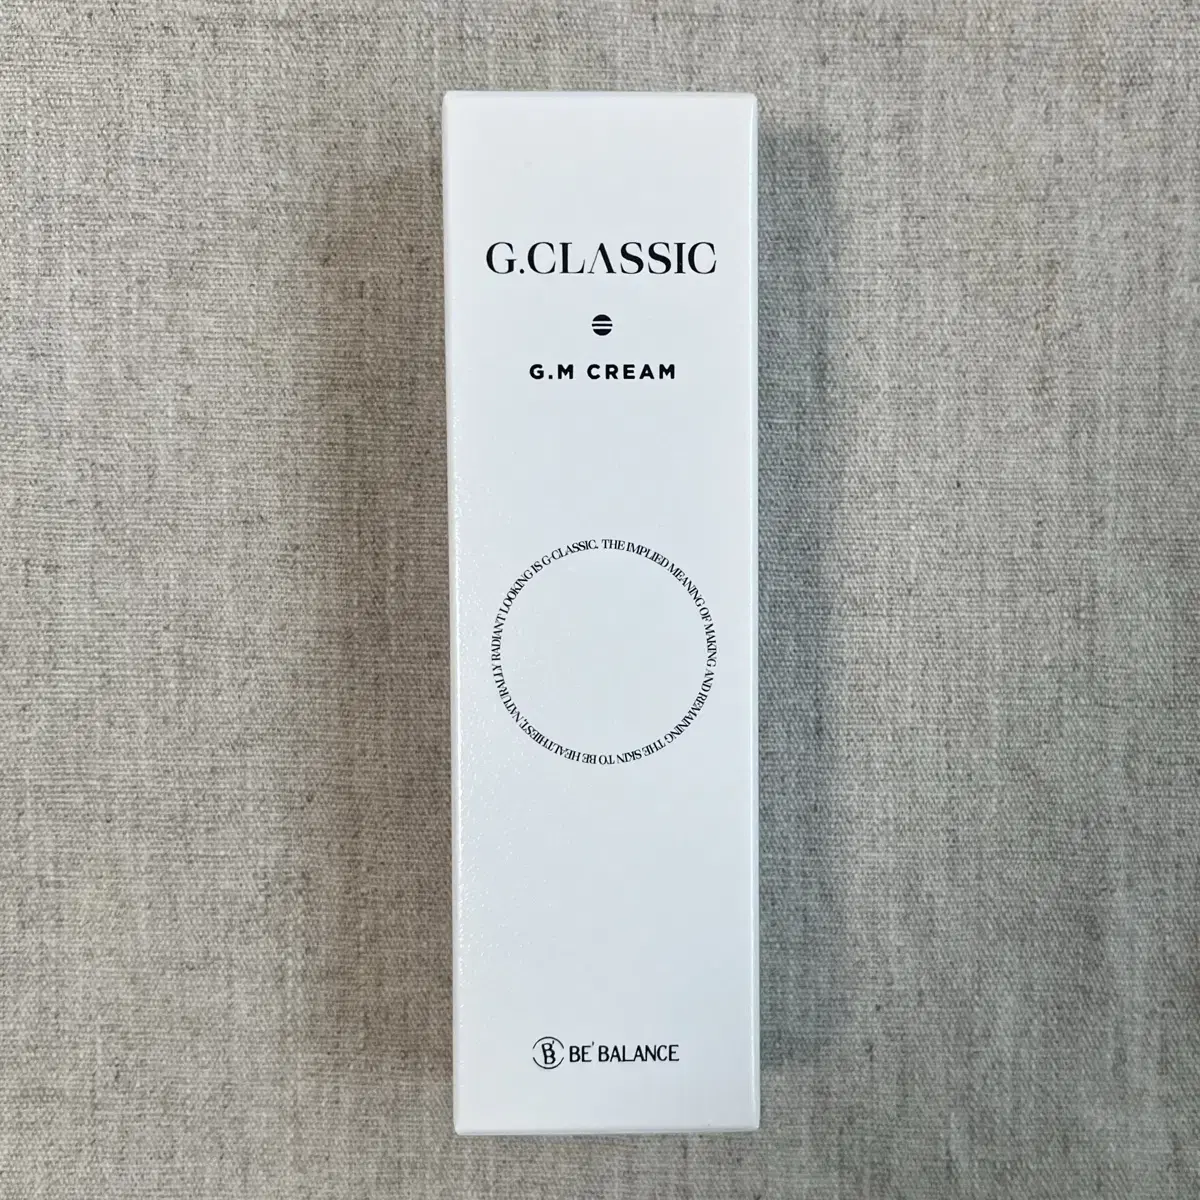 G.CLASSIC
G.M CREAM
THE IMPLIED MEANING OF MAKING AND REMAINING THE SKIN TO BE HEALTHIEST, NATURALLY RADIANT LOOKING IS G·CLASSIC.
B BE' BALANCE